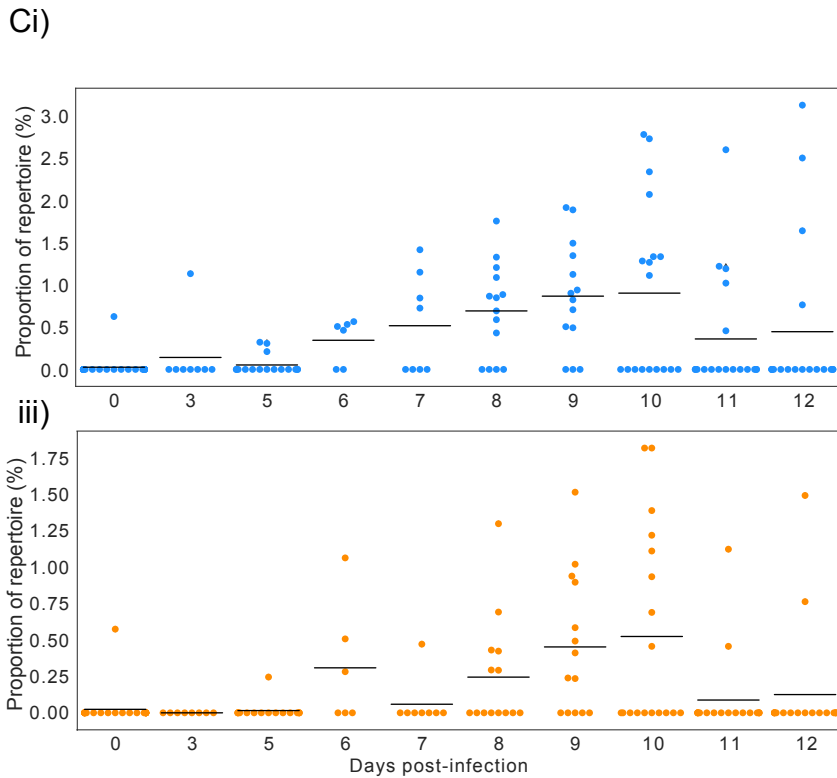 Ci)
Proportion of repertoire (%)
3.0
2.5
2.0
1.5
1.0
0.5
0.0
0 3 5 6 7 8 9 10 11 12
iii)
Proportion of repertoire (%)
1.75
1.50
1.25
1.00
0.75
0.50
0.25
0.00
0 3 5 6 7 8 9 10 11 12
Days post-infection